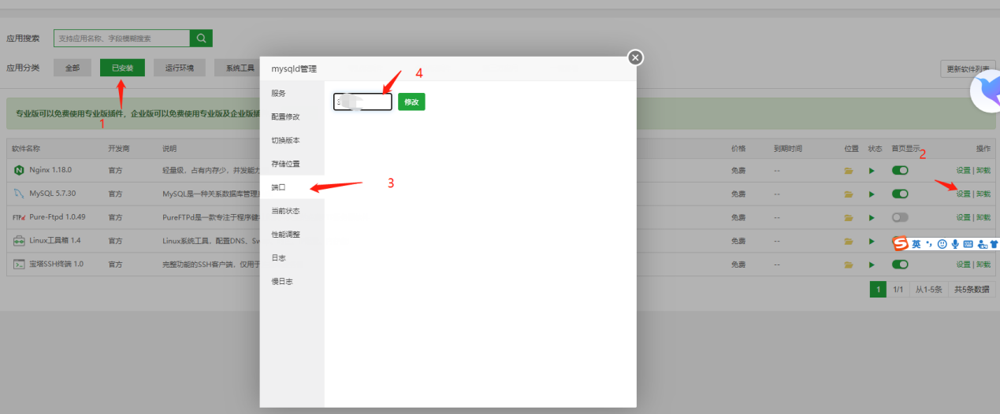 应用搜索 支持应用名称、字段模糊搜索
应用分类 全部 已安装 运行环境 系统工具 更新软件列表
1
专业版可以免费使用专业版插件，企业版可以免费使用专业版及企业版插
软件名称 开发商 说明 价格 到期时间 位置 状态 首页显示 操作
2
Nginx 1.18.0 官方 轻量级，占有内存少，并发能力 免费 -- 设置 | 卸载
MySQL 5.7.30 官方 MySQL是一种关系数据库管理 免费 -- 设置 | 卸载
FTP Pure-Ftpd 1.0.49 官方 PureFTPd是一款专注于程序健 免费 -- 设置 | 卸载
Linux工具箱 1.4 官方 Linux系统工具，配置DNS、Sw 免费 --
英
宝塔SSH终端 1.0 官方 完整功能的SSH客户端，仅用于 免费 -- 设置 | 卸载
1 1/1 从1-5条 共5条数据
mysqld管理
4
服务
修改
配置修改
切换版本
存储位置
端口
3
当前状态
性能调整
日志
慢日志